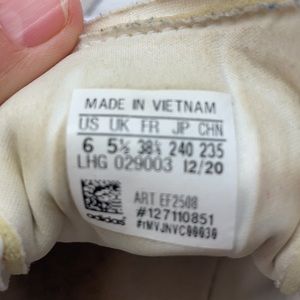 MADE IN VIETNAM
US UK FR JP CHN
6 5½ 38⅔ 240 235
LHG 029003 12/20
ART EF2508
#127110851
adidas #1MVJNVC00030